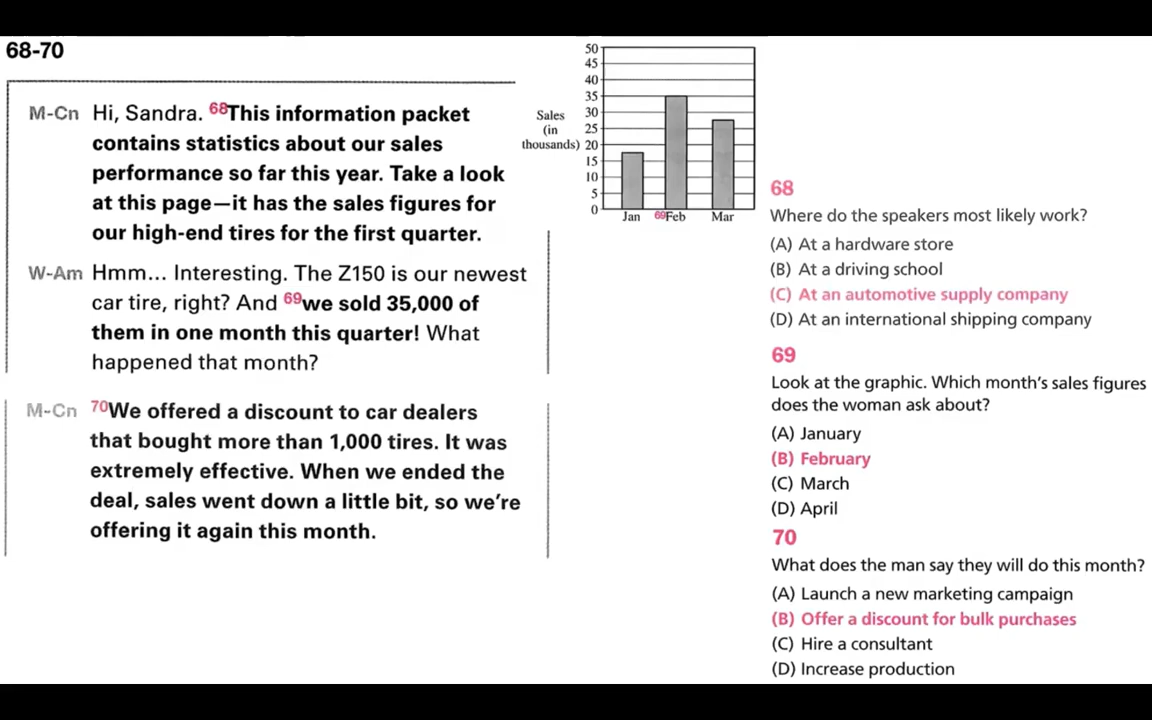 68-70
M-Cn Hi, Sandra. 68This information packet
contains statistics about our sales
performance so far this year. Take a look
at this page—it has the sales figures for
our high-end tires for the first quarter.
W-Am Hmm... Interesting. The Z150 is our newest
car tire, right? And 69we sold 35,000 of
them in one month this quarter! What
happened that month?
M-Cn 70We offered a discount to car dealers
that bought more than 1,000 tires. It was
extremely effective. When we ended the
deal, sales went down a little bit, so we're
offering it again this month.
Sales
(in
thousands)
50
45
40
35
30
25
20
15
10
5
0
Jan 69Feb Mar
68
Where do the speakers most likely work?
(A) At a hardware store
(B) At a driving school
(C) At an automotive supply company
(D) At an international shipping company
69
Look at the graphic. Which month's sales figures
does the woman ask about?
(A) January
(B) February
(C) March
(D) April
70
What does the man say they will do this month?
(A) Launch a new marketing campaign
(B) Offer a discount for bulk purchases
(C) Hire a consultant
(D) Increase production